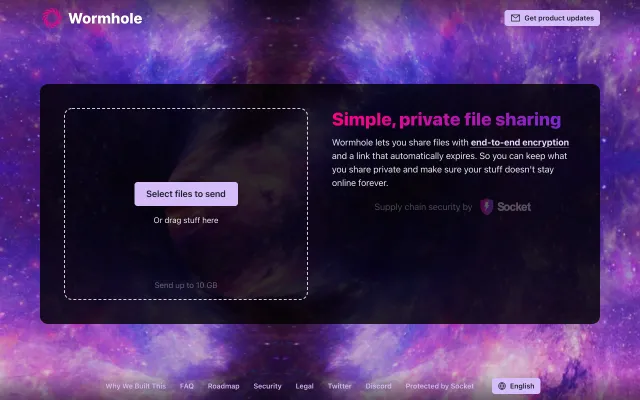 Wormhole
Get product updates
Select files to send
Or drag stuff here
Send up to 10 GB
Simple, private file sharing
Wormhole lets you share files with end-to-end encryption
and a link that automatically expires. So you can keep what
you share private and make sure your stuff doesn't stay
online forever.
Supply chain security by Socket
Why We Built This FAQ Roadmap Security Legal Twitter Discord Protected by Socket English